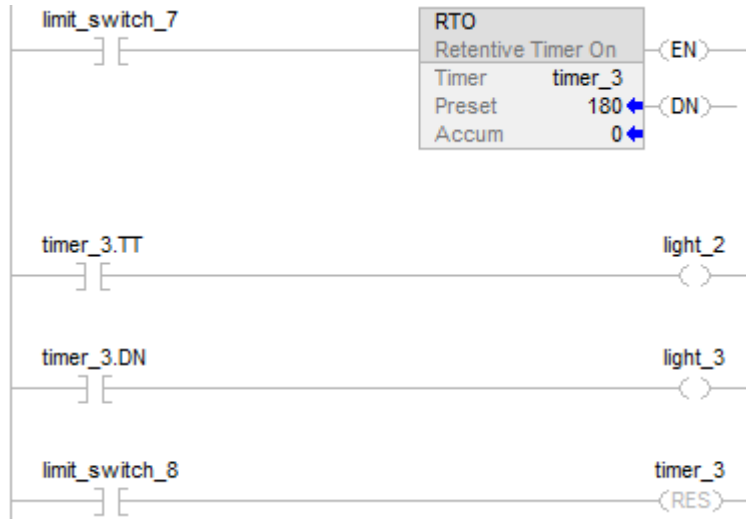 limit_switch_7
RTO
Retentive Timer On
EN
Timer timer_3
Preset 180
DN
Accum 0
timer_3.TT
light_2
timer_3.DN
light_3
limit_switch_8
timer_3
RES